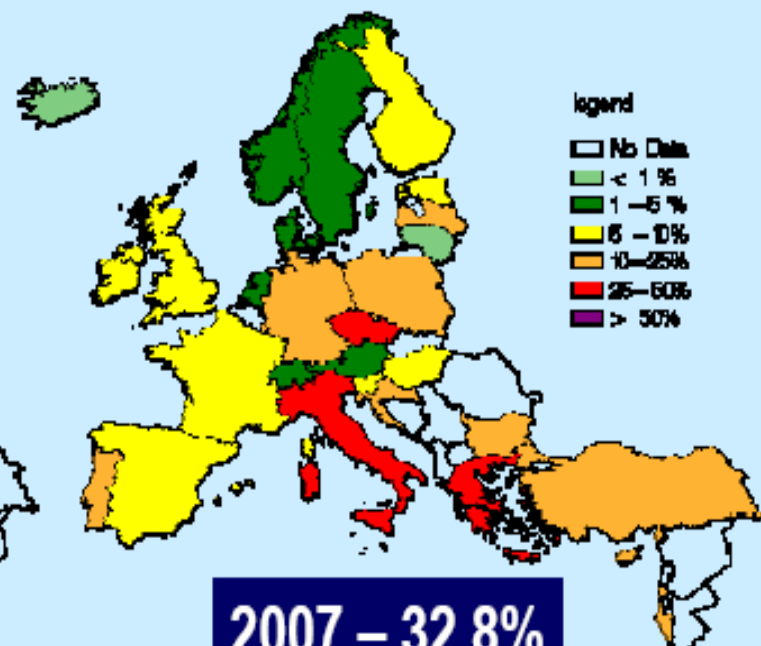 legend
No Data
< 1 %
1 – 5 %
5 – 10%
10–25%
25–50%
> 50%
2007 – 32.8%